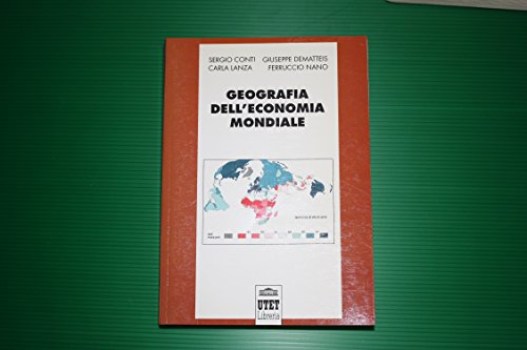 SERGIO CONTI GIUSEPPE DEMATTEIS
CARLA LANZA FERRUCCIO NANO
GEOGRAFIA
DELL'ECONOMIA
MONDIALE
UTET
Libreria